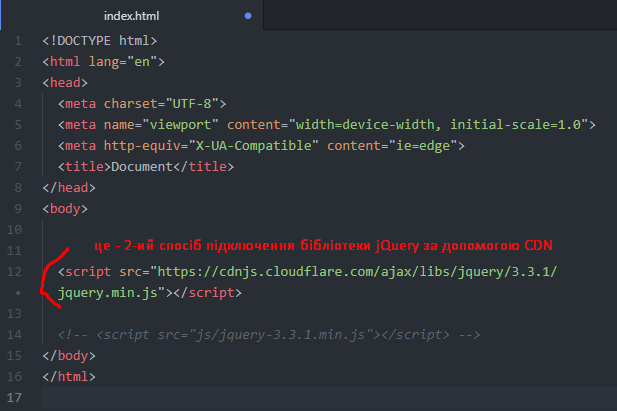 index.html
1 <!DOCTYPE html>
2 <html lang="en">
3 <head>
4 <meta charset="UTF-8">
5 <meta name="viewport" content="width=device-width, initial-scale=1.0">
6 <meta http-equiv="X-UA-Compatible" content="ie=edge">
7 <title>Document</title>
8 </head>
9 <body>
10
це - 2-ий спосіб підключення бібліотеки jQuery за допомогою CDN
11
12 <script src="https://cdnjs.cloudflare.com/ajax/libs/jquery/3.3.1/
• jquery.min.js"></script>
13
14 <!-- <script src="js/jquery-3.3.1.min.js"></script> -->
15 </body>
16 </html>
17